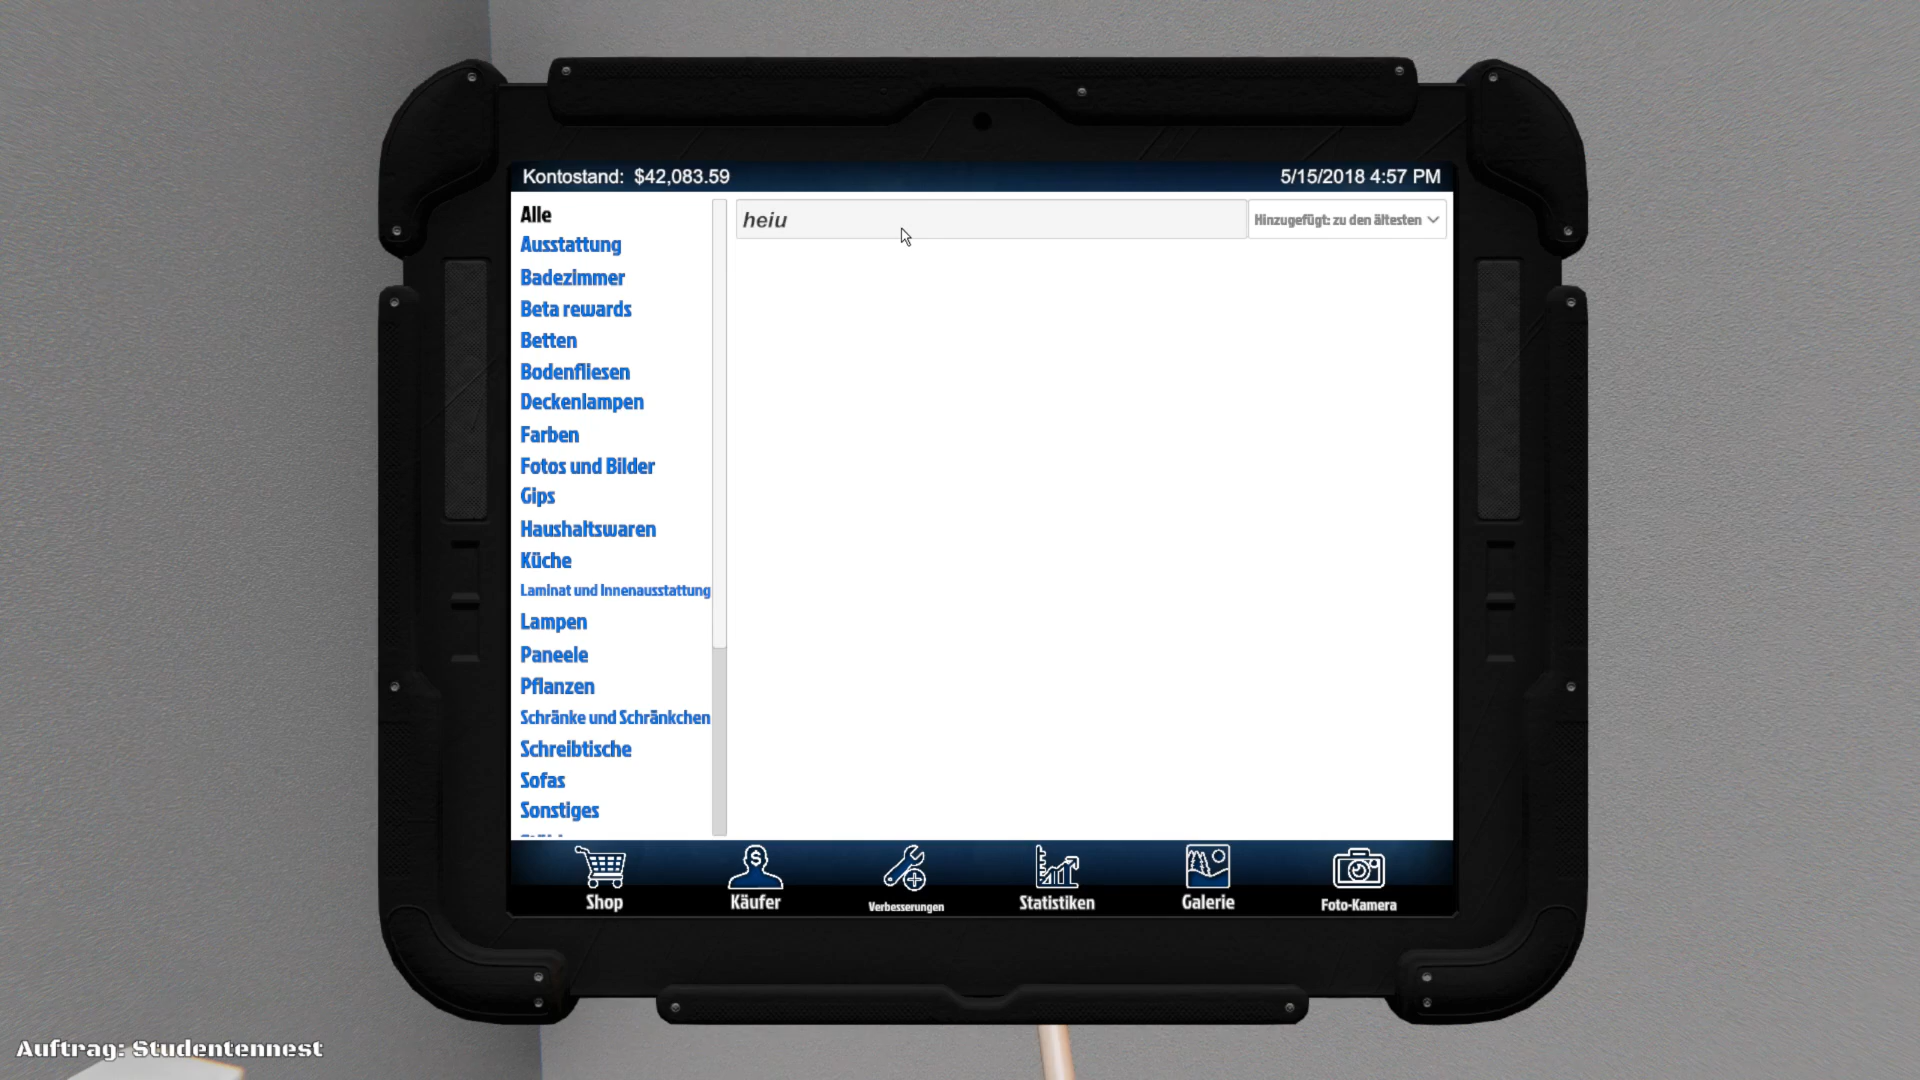 Kontostand: $42,083.59
5/15/2018 4:57 PM
heiu
Hinzugefügt: zu den ältesten
Alle
Ausstattung
Badezimmer
Beta rewards
Betten
Bodenfliesen
Deckenlampen
Farben
Fotos und Bilder
Gips
Haushaltswaren
Küche
Laminat und Innenausstattung
Lampen
Paneele
Pflanzen
Schränke und Schränkchen
Schreibtische
Sofas
Sonstiges
Shop
Käufer
Verbesserungen
Statistiken
Galerie
Foto-Kamera
Auftrag: Studentennest